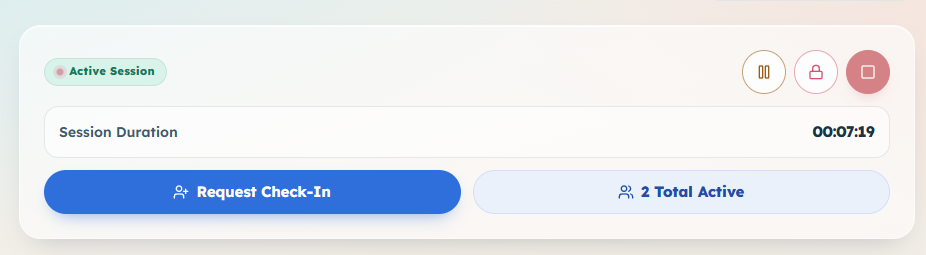 Active Session
Session Duration 00:07:19
Request Check-In
2 Total Active